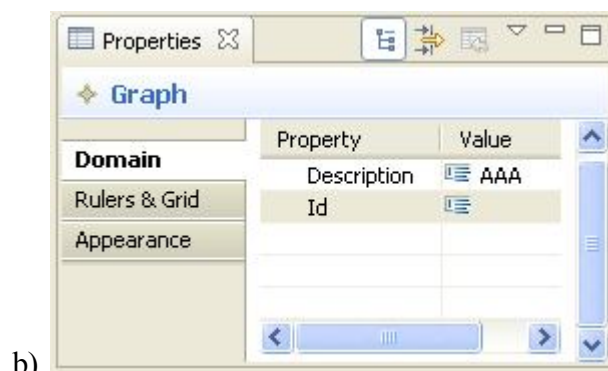 Properties
Graph
Property Value
Domain
Description AAA
Rulers & Grid
Id
Appearance
b)